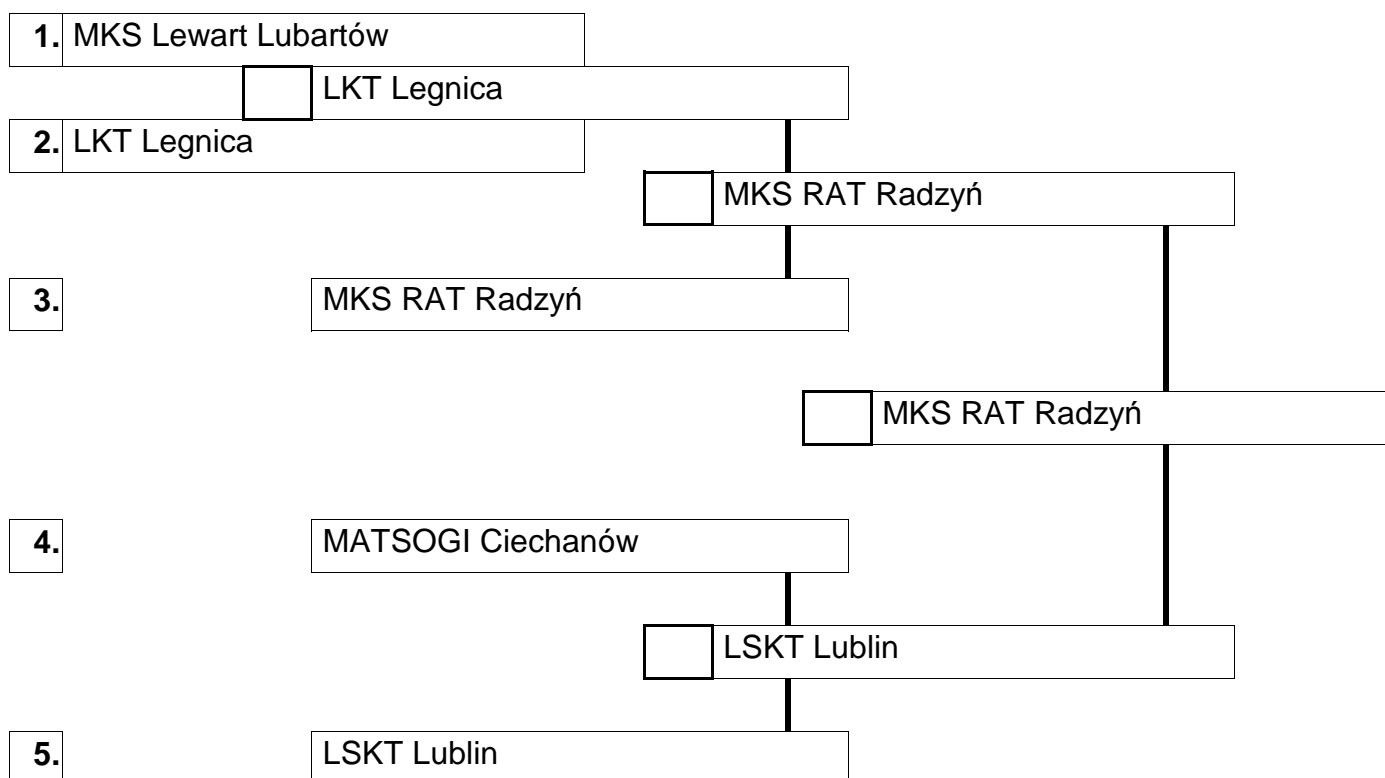 1. MKS Lewart Lubartów
LKT Legnica
2. LKT Legnica
MKS RAT Radzyń
3. MKS RAT Radzyń
MKS RAT Radzyń
4. MATSOGI Ciechanów
LSKT Lublin
5. LSKT Lublin